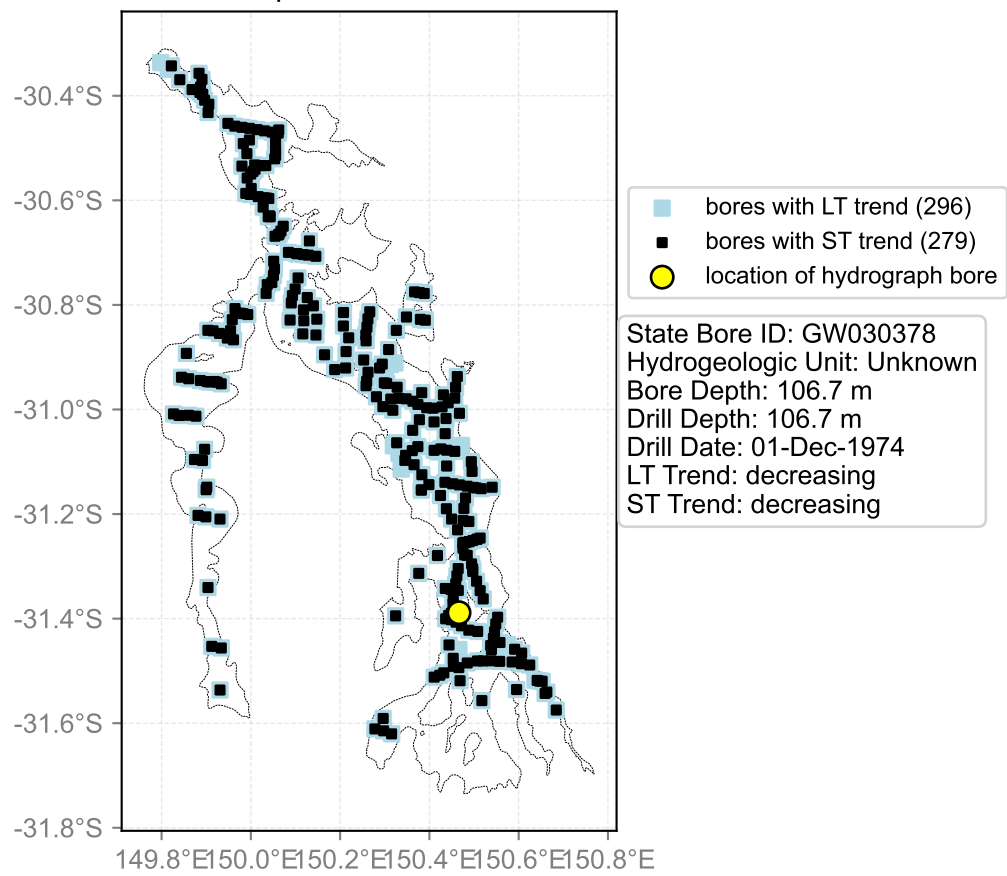 -30.4°S
-30.6°S
-30.8°S
-31.0°S
-31.2°S
-31.4°S
-31.6°S
-31.8°S
149.8°E150.0°E150.2°E150.4°E150.6°E150.8°E
bores with LT trend (296)
bores with ST trend (279)
location of hydrograph bore
State Bore ID: GW030378
Hydrogeologic Unit: Unknown
Bore Depth: 106.7 m
Drill Depth: 106.7 m
Drill Date: 01-Dec-1974
LT Trend: decreasing
ST Trend: decreasing